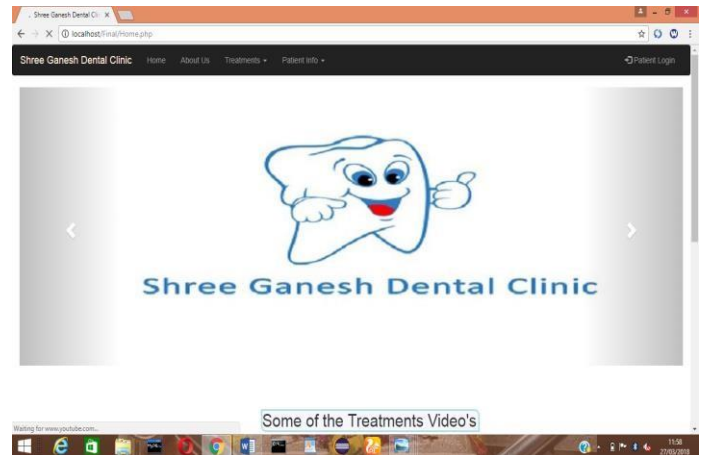 Shree Ganesh Dental Cli
localhost/Final/Home.php
Shree Ganesh Dental Clinic Home About Us Treatments Patient Info Patient Login
Shree Ganesh Dental Clinic
Some of the Treatments Video's
Waiting for www.youtube.com...
11:58
27/03/2018